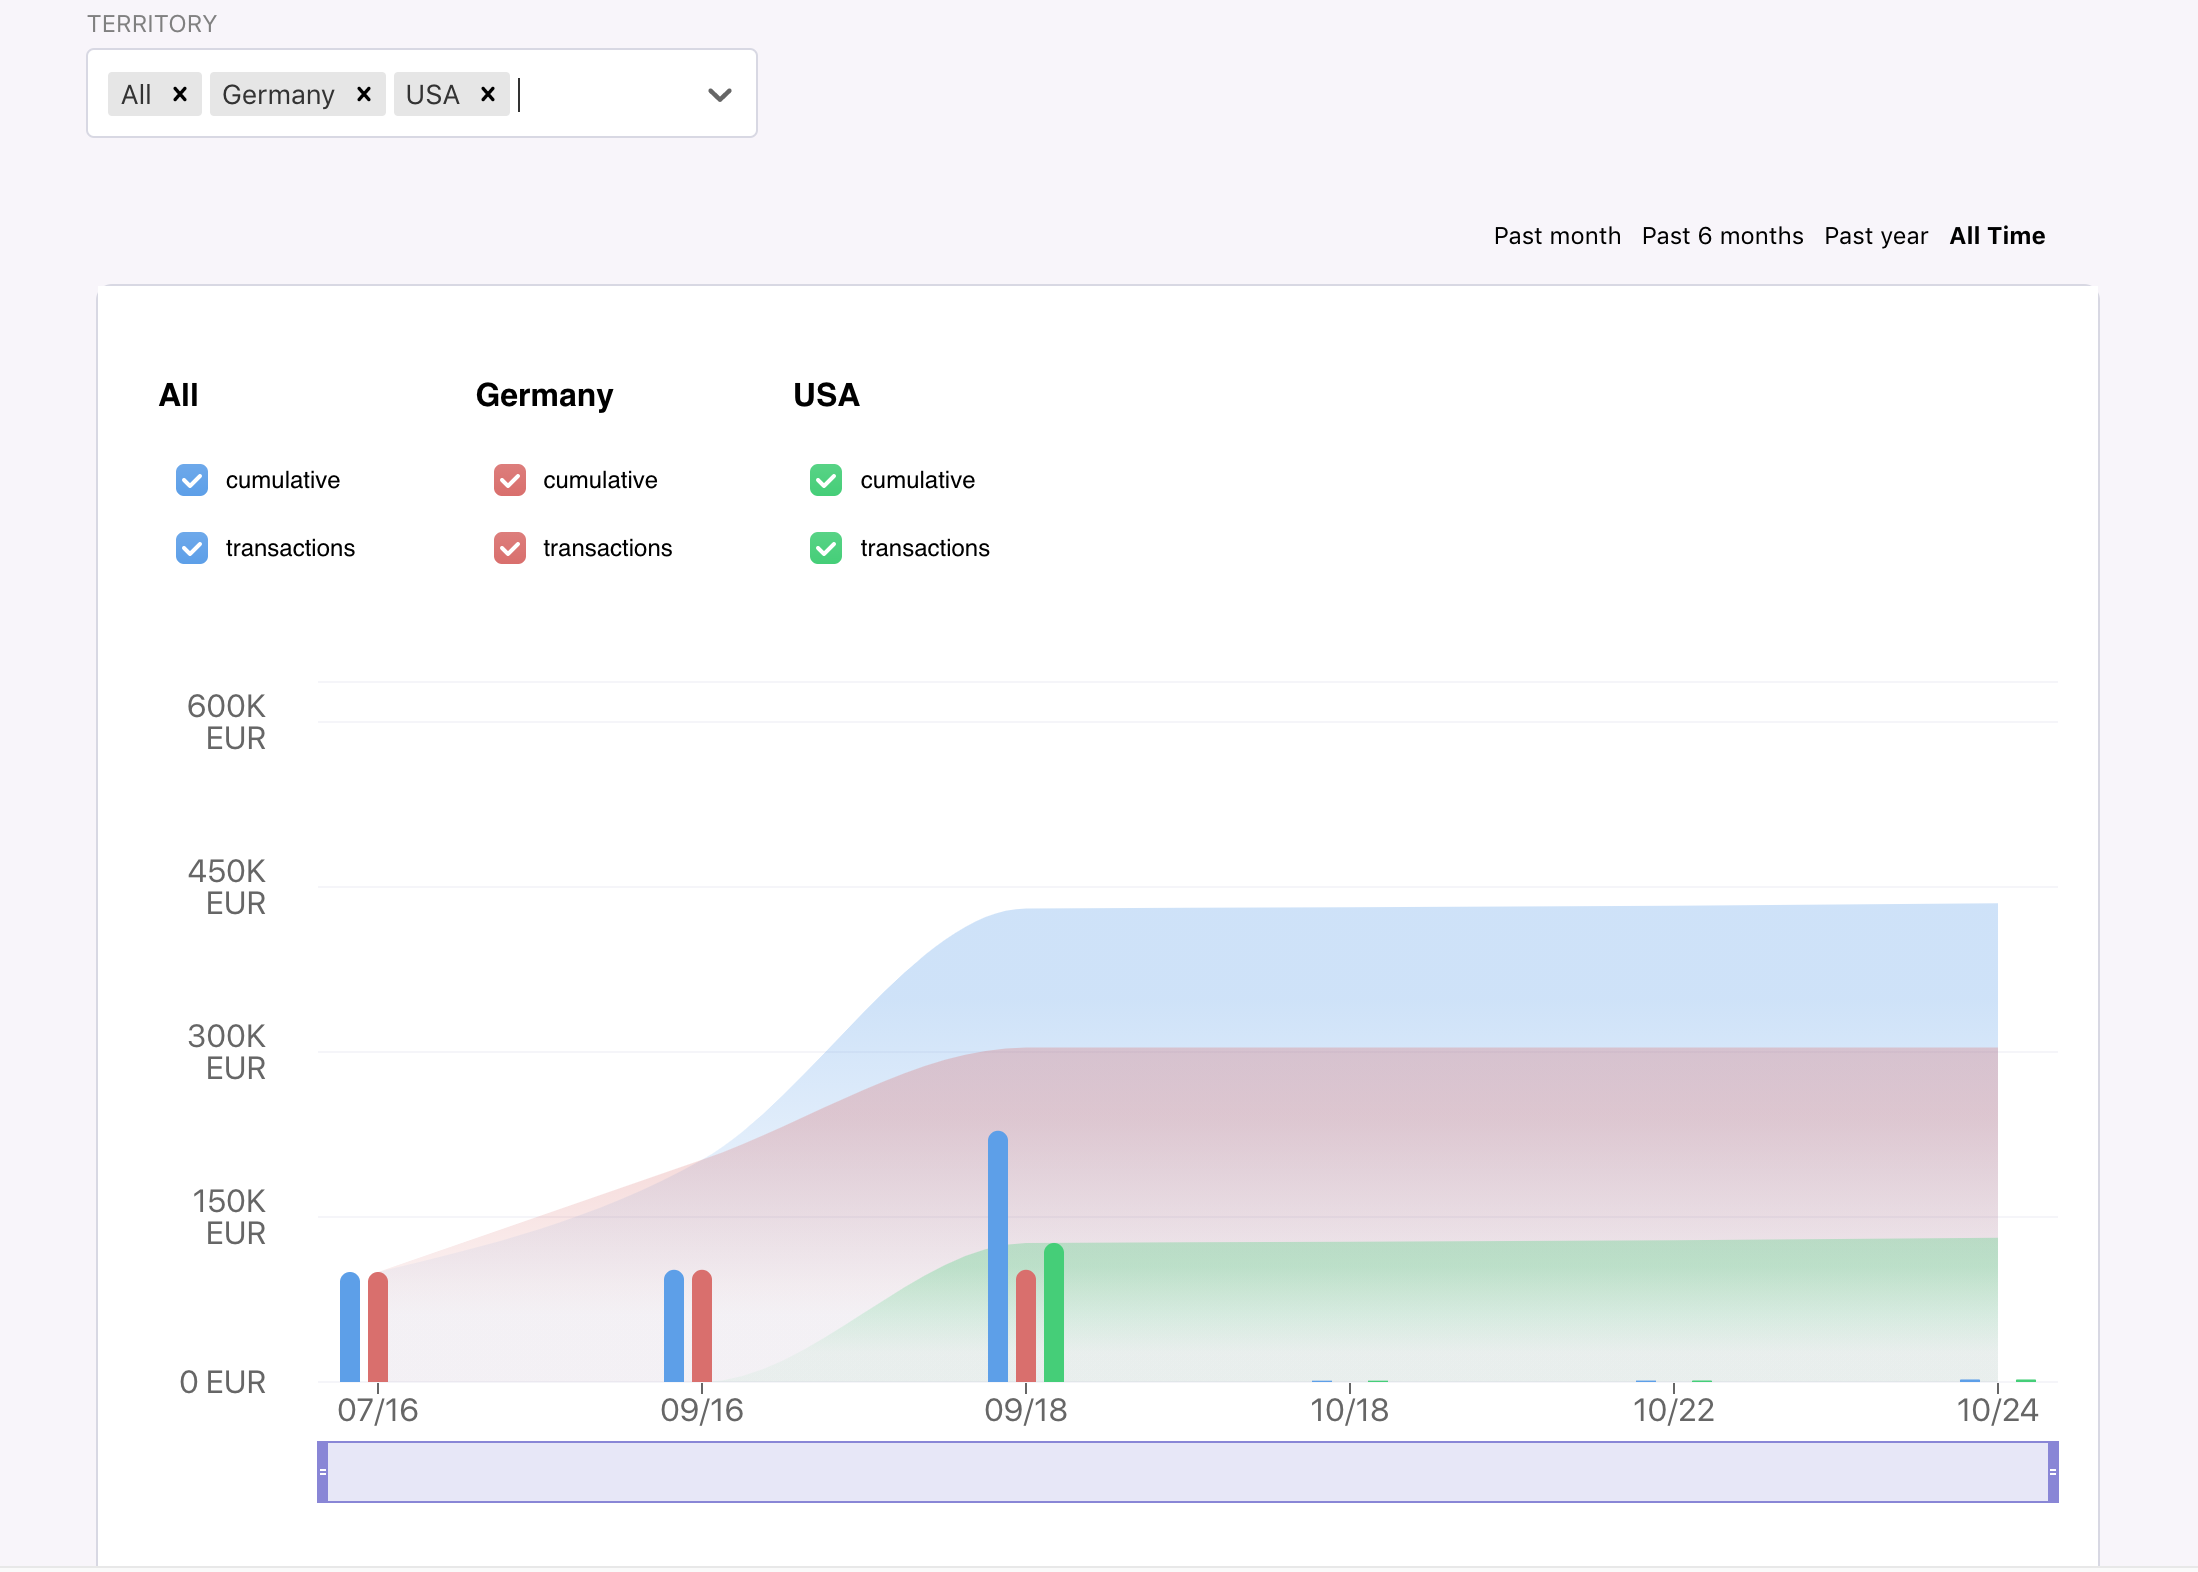 TERRITORY
All × Germany × USA ×
Past month Past 6 months Past year All Time
All Germany USA
cumulative cumulative cumulative
transactions transactions transactions
600K
EUR
450K
EUR
300K
EUR
150K
EUR
0 EUR
07/16 09/16 09/18 10/18 10/22 10/24